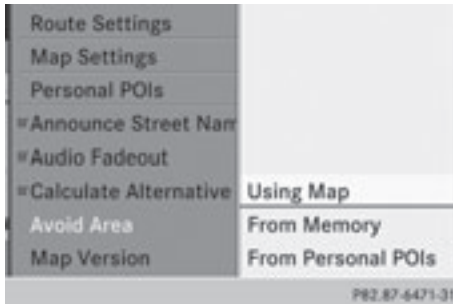 Route Settings
Map Settings
Personal POIs
Announce Street Nam
Audio Fadeout
Calculate Alternative
Avoid Area
Map Version
Using Map
From Memory
From Personal POIs
P82.87-6471-31